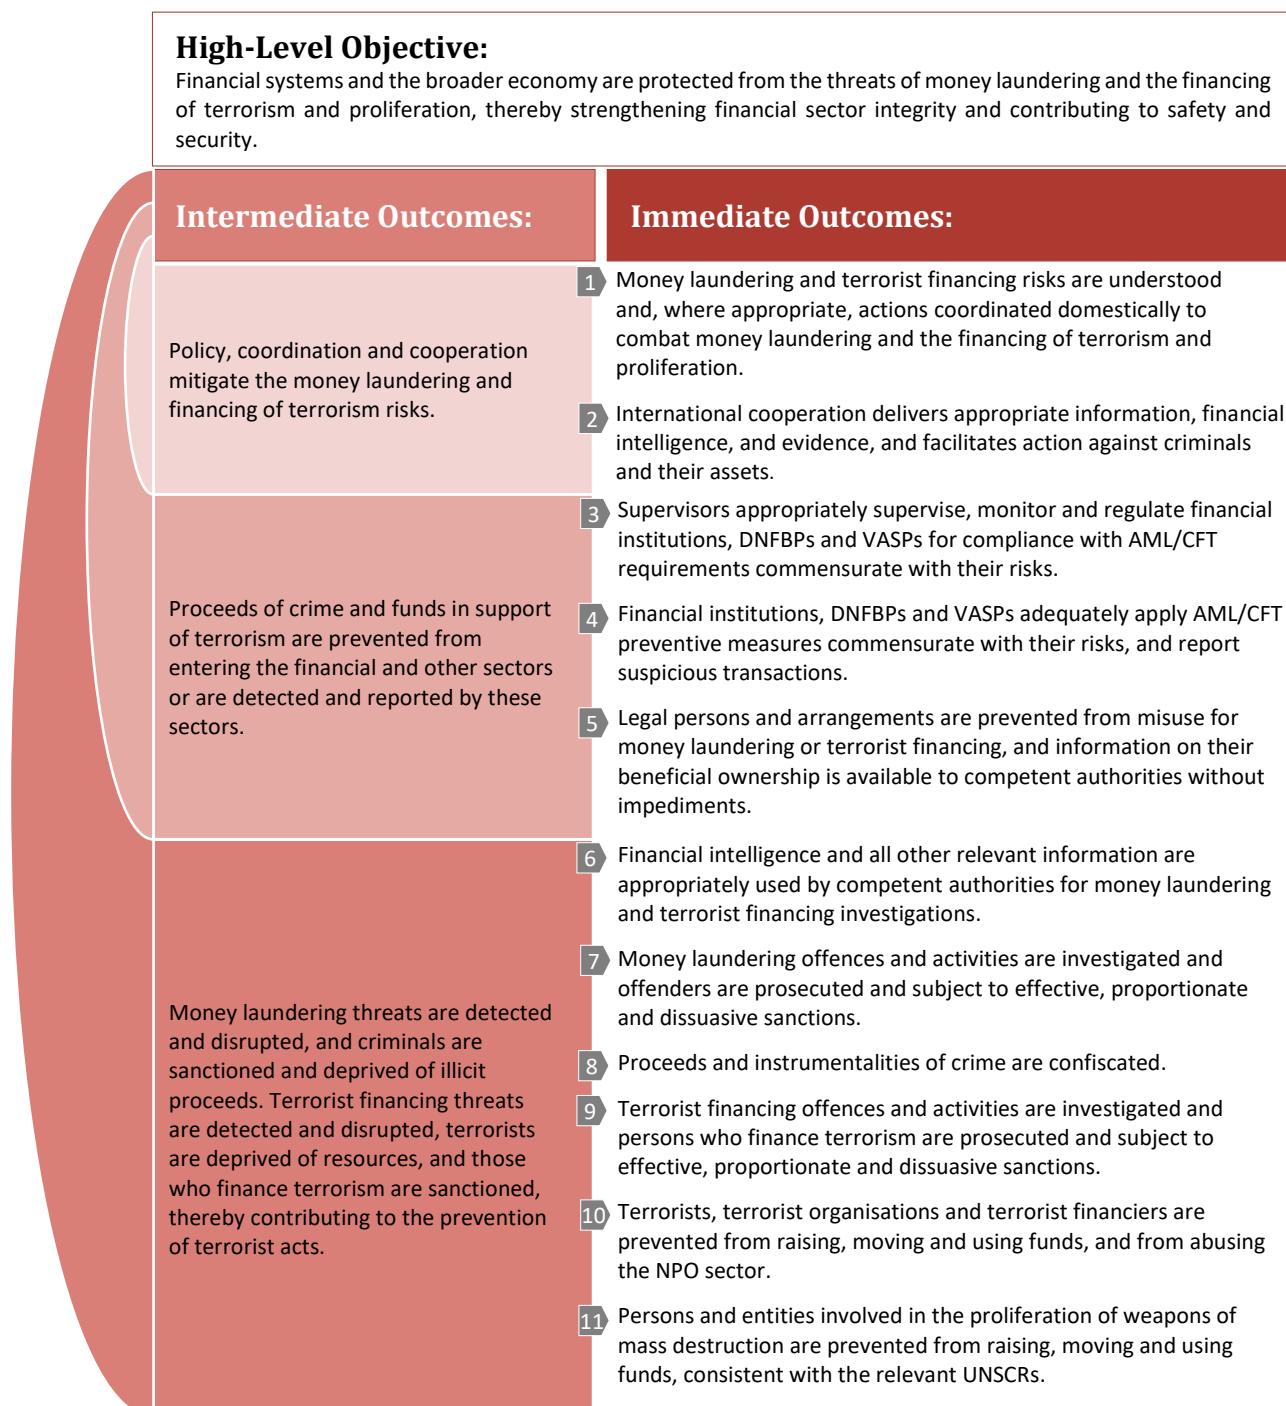 High-Level Objective:
Financial systems and the broader economy are protected from the threats of money laundering and the financing
of terrorism and proliferation, thereby strengthening financial sector integrity and contributing to safety and
security.
Intermediate Outcomes:
Immediate Outcomes:
Policy, coordination and cooperation
mitigate the money laundering and
financing of terrorism risks.
1 Money laundering and terrorist financing risks are understood
and, where appropriate, actions coordinated domestically to
combat money laundering and the financing of terrorism and
proliferation.
2 International cooperation delivers appropriate information, financial
intelligence, and evidence, and facilitates action against criminals
and their assets.
Proceeds of crime and funds in support
of terrorism are prevented from
entering the financial and other sectors
or are detected and reported by these
sectors.
3 Supervisors appropriately supervise, monitor and regulate financial
institutions, DNFBPs and VASPs for compliance with AML/CFT
requirements commensurate with their risks.
4 Financial institutions, DNFBPs and VASPs adequately apply AML/CFT
preventive measures commensurate with their risks, and report
suspicious transactions.
5 Legal persons and arrangements are prevented from misuse for
money laundering or terrorist financing, and information on their
beneficial ownership is available to competent authorities without
impediments.
Money laundering threats are detected
and disrupted, and criminals are
sanctioned and deprived of illicit
proceeds. Terrorist financing threats
are detected and disrupted, terrorists
are deprived of resources, and those
who finance terrorism are sanctioned,
thereby contributing to the prevention
of terrorist acts.
6 Financial intelligence and all other relevant information are
appropriately used by competent authorities for money laundering
and terrorist financing investigations.
7 Money laundering offences and activities are investigated and
offenders are prosecuted and subject to effective, proportionate
and dissuasive sanctions.
8 Proceeds and instrumentalities of crime are confiscated.
9 Terrorist financing offences and activities are investigated and
persons who finance terrorism are prosecuted and subject to
effective, proportionate and dissuasive sanctions.
10 Terrorists, terrorist organisations and terrorist financiers are
prevented from raising, moving and using funds, and from abusing
the NPO sector.
11 Persons and entities involved in the proliferation of weapons of
mass destruction are prevented from raising, moving and using
funds, consistent with the relevant UNSCRs.